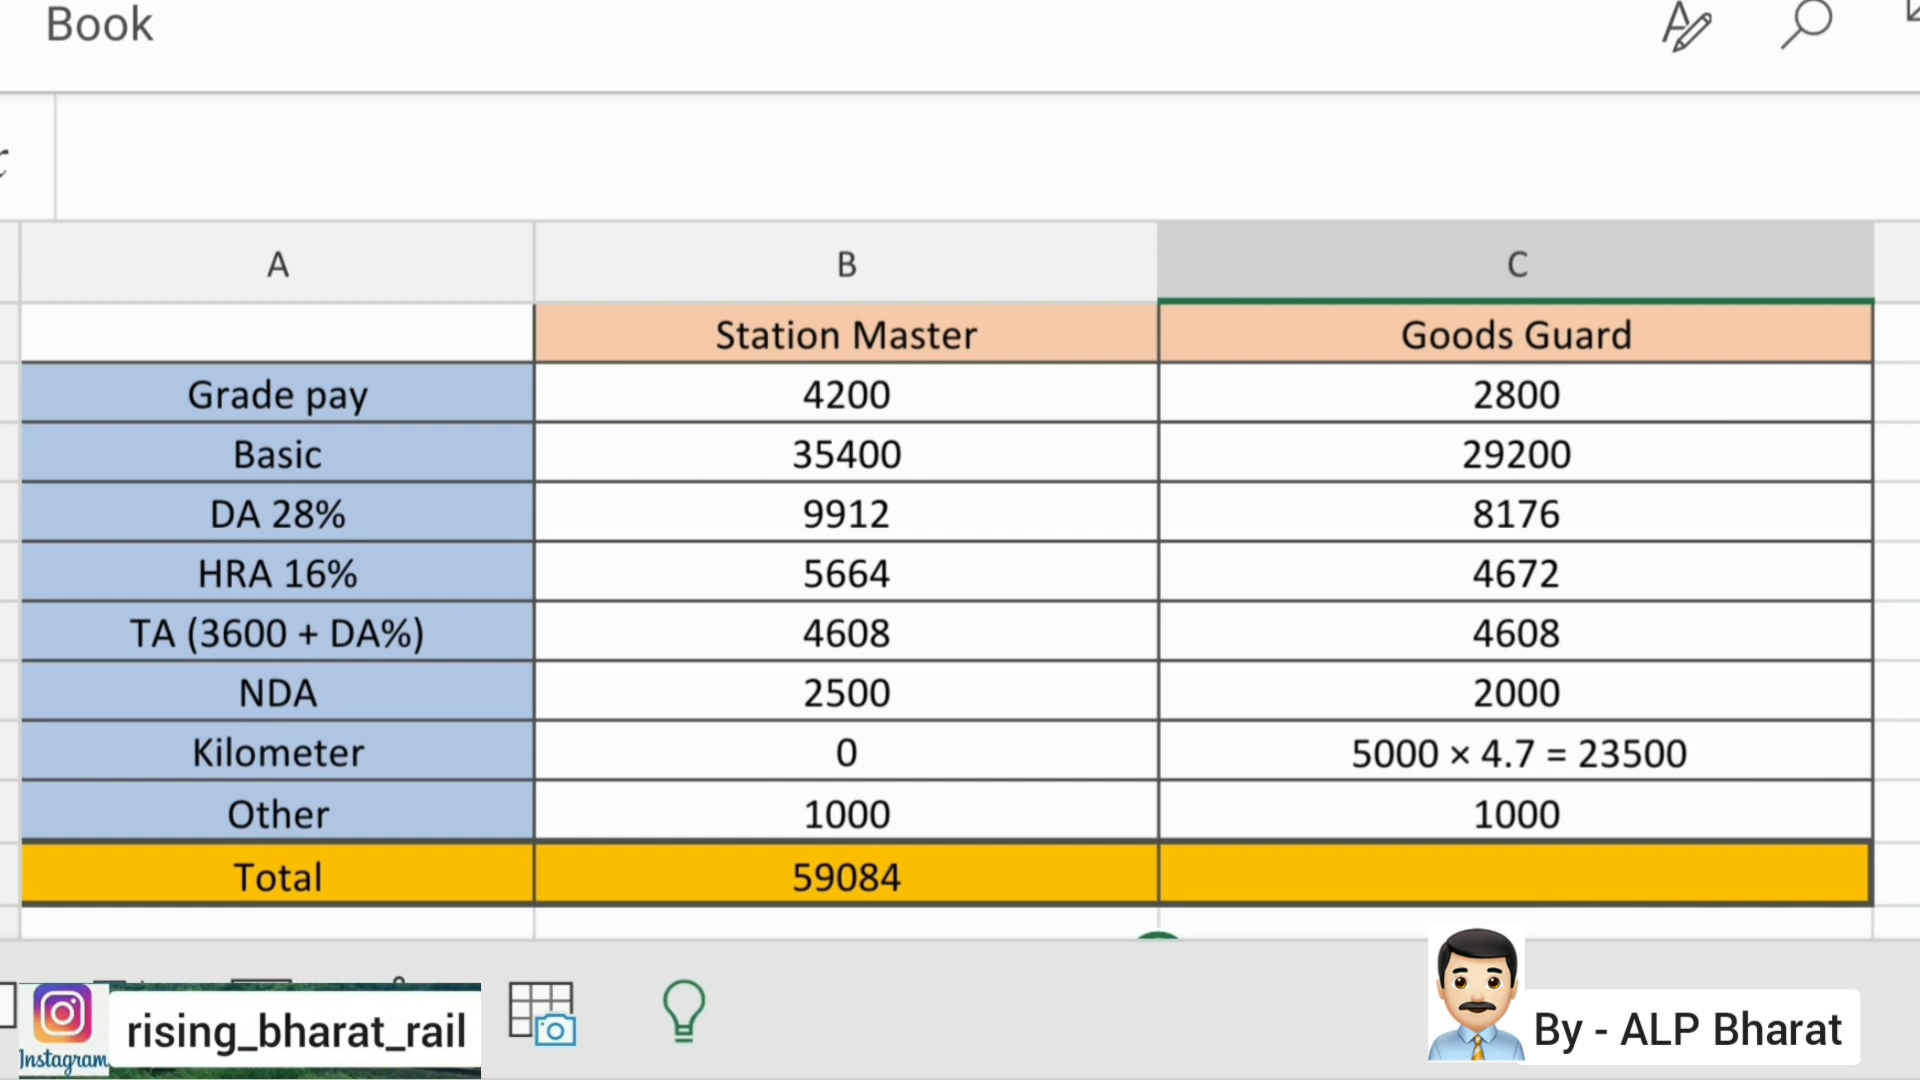 Book
A B C
Station Master Goods Guard
Grade pay 4200 2800
Basic 35400 29200
DA 28% 9912 8176
HRA 16% 5664 4672
TA (3600 + DA%) 4608 4608
NDA 2500 2000
Kilometer 0 5000 × 4.7 = 23500
Other 1000 1000
Total 59084
Instagram
rising_bharat_rail
By - ALP Bharat